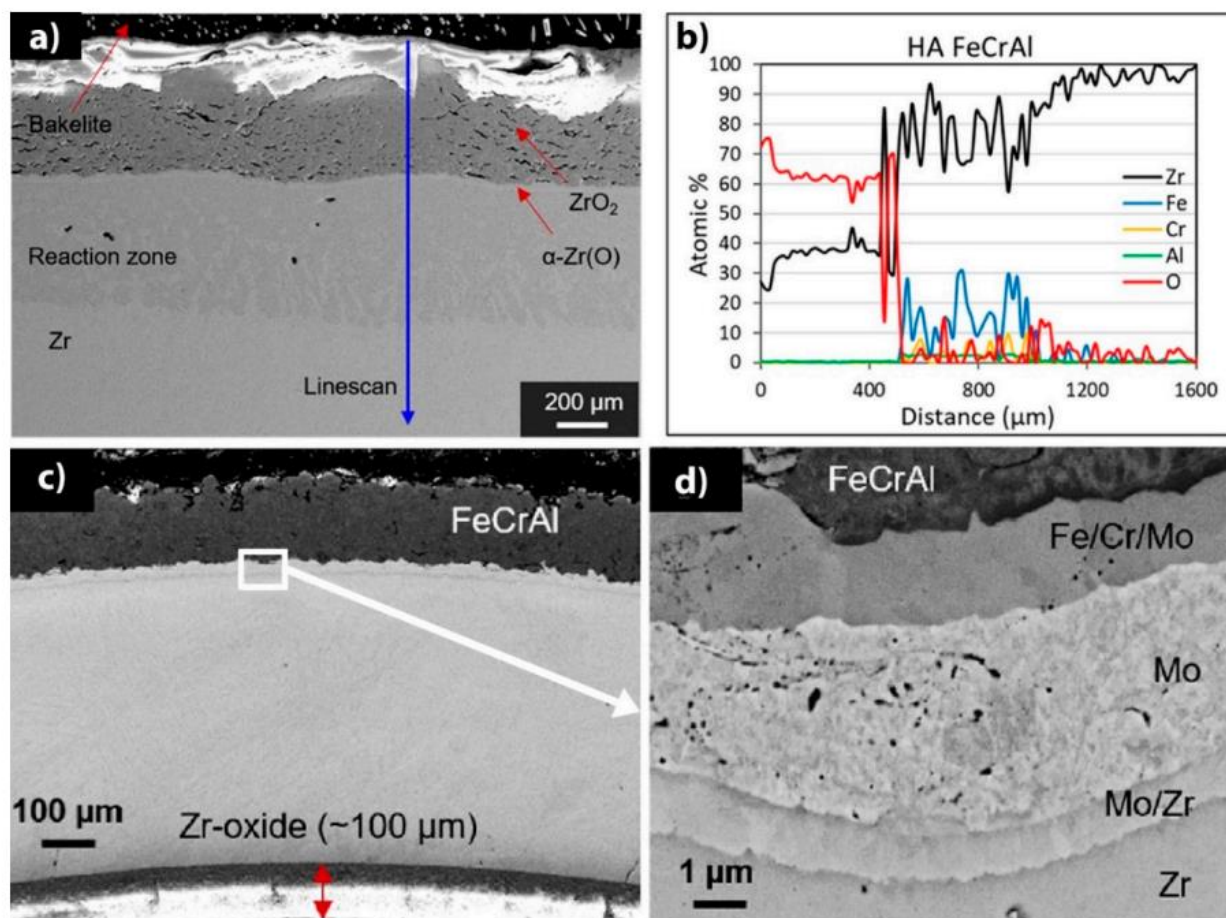 a)
Bakelite
ZrO₂
Reaction zone
α-Zr(O)
Zr
Linescan
200 µm
b)
HA FeCrAl
Atomic %
100
90
80
70
60
50
40
30
20
10
0
Zr
Fe
Cr
Al
O
0 400 800 1200 1600
Distance (µm)
c)
FeCrAl
100 µm
Zr-oxide (~100 µm)
d)
FeCrAl
Fe/Cr/Mo
Mo
Mo/Zr
1 µm
Zr